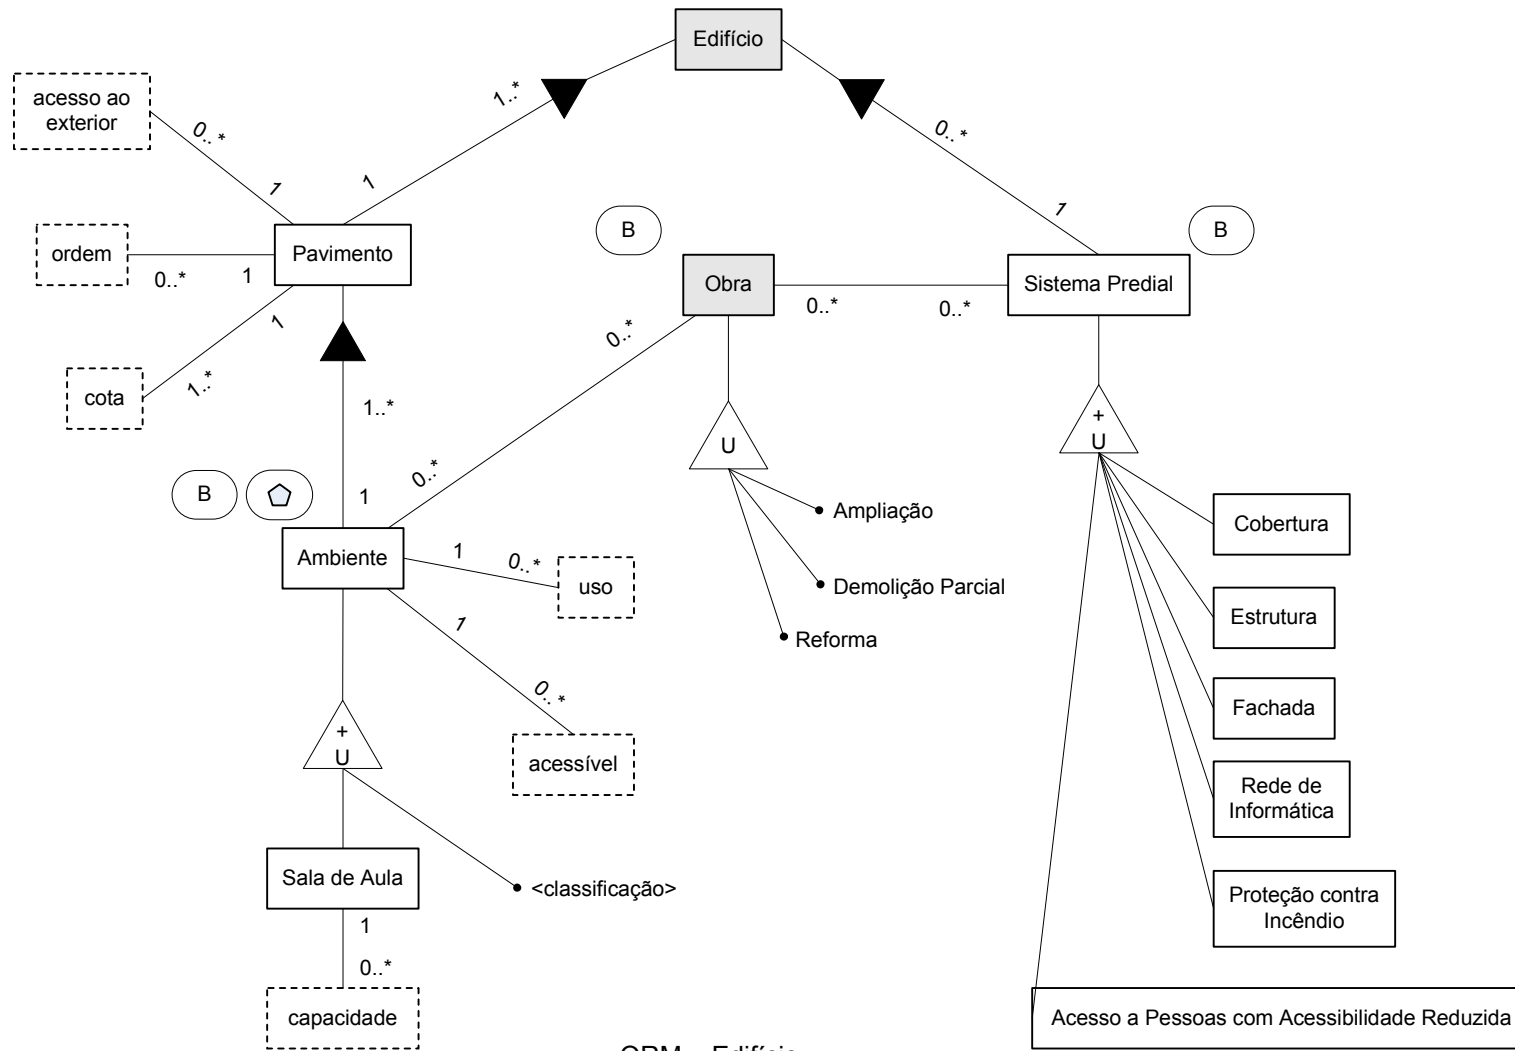 Edifício
1..*
0..*
acesso ao
exterior
0..*
1
1
1
B
B
ordem
0..*
1
Pavimento
Obra
0..*
0..*
Sistema Predial
1
0..*
cota
1..*
1..*
+
U
U
0..*
B
1
Ampliação
Cobertura
Ambiente
1
0..*
uso
Demolição Parcial
Estrutura
1
Reforma
0..*
Fachada
+
U
acessível
Rede de
Informática
Sala de Aula
<classificação>
Proteção contra
Incêndio
1
0..*
capacidade
Acesso a Pessoas com Acessibilidade Reduzida